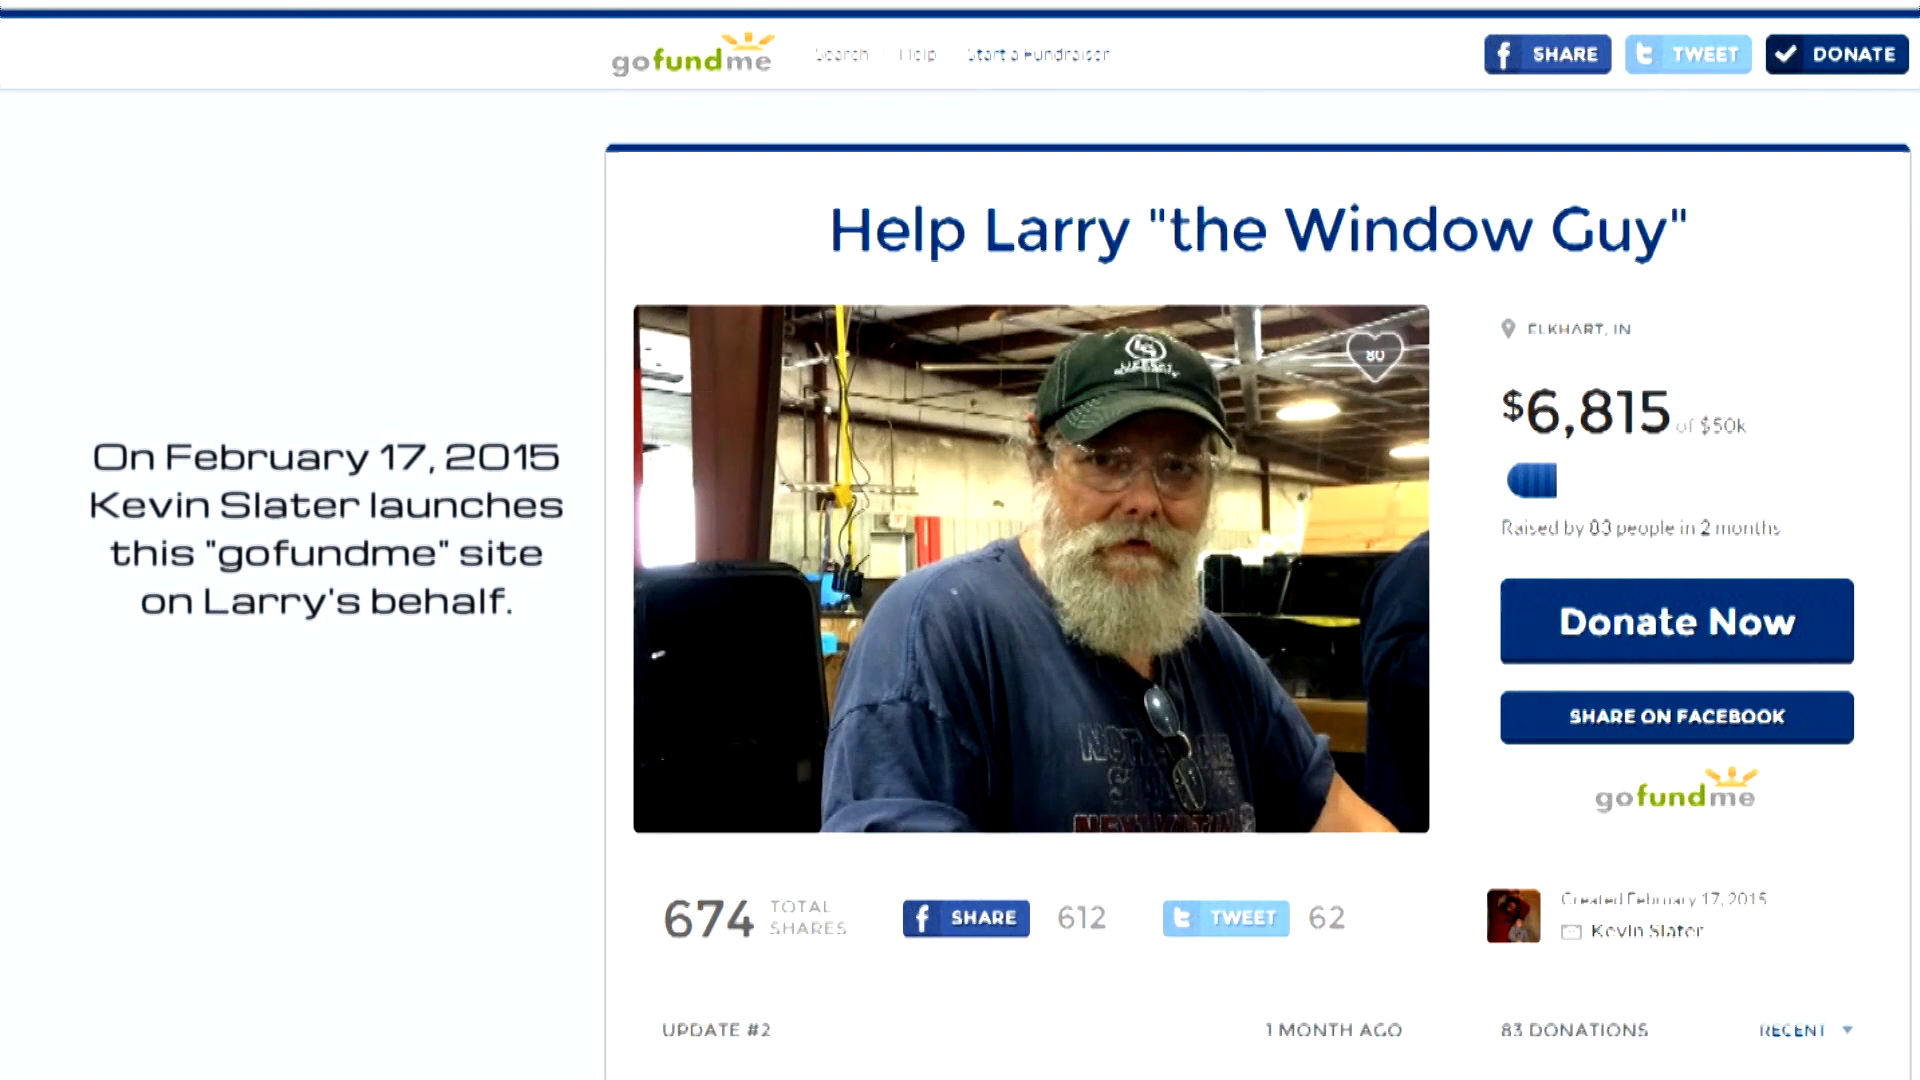 gofundme Search Help Start a Fundraiser
SHARE TWEET DONATE
Help Larry "the Window Guy"
On February 17, 2015
Kevin Slater launches
this "gofundme" site
on Larry's behalf.
80
ELKHART, IN
$6,815 of $50k
Raised by 83 people in 2 months
Donate Now
SHARE ON FACEBOOK
gofundme
674 TOTAL SHARES
SHARE 612
TWEET 62
Created February 17, 2015
Kevin Slater
UPDATE #2
1 MONTH AGO
83 DONATIONS
RECENT